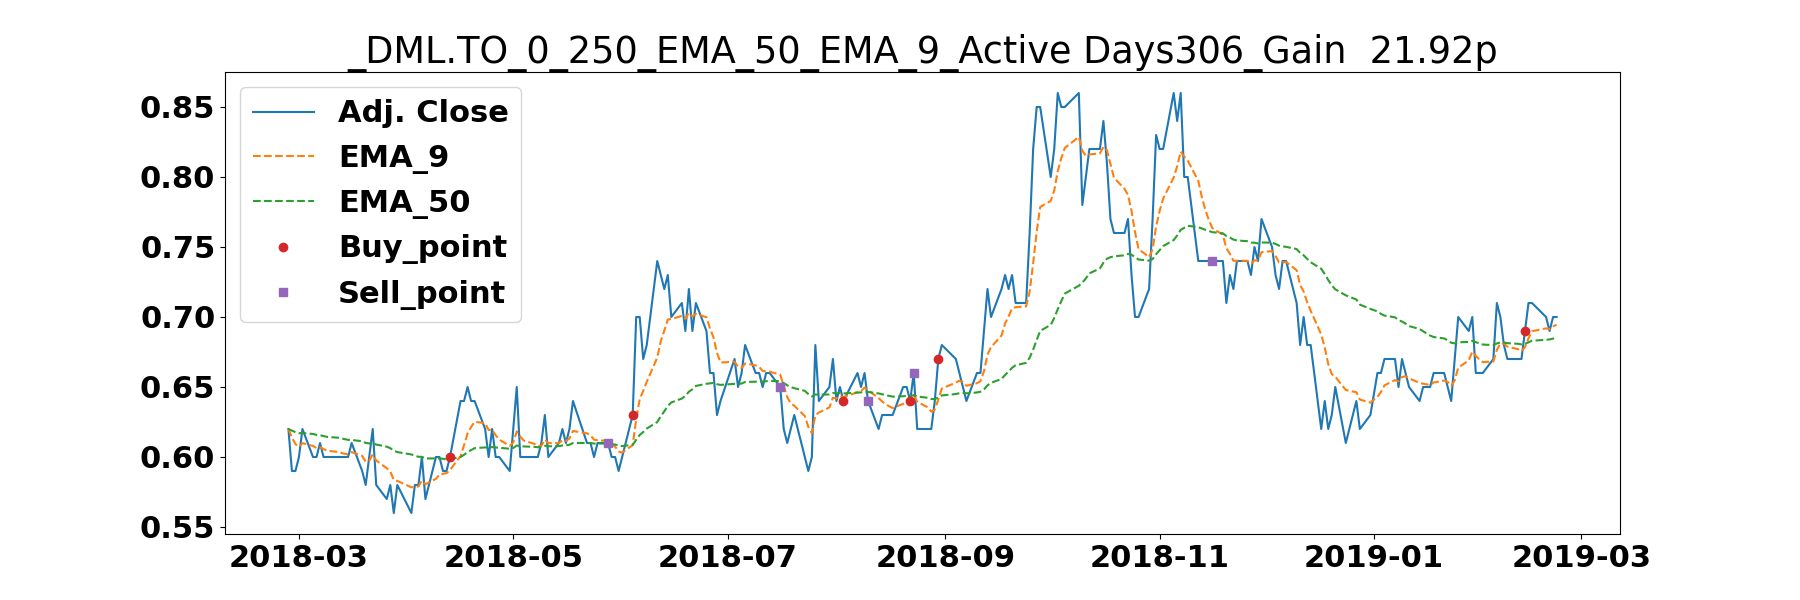 _DML.TO_0_250_EMA_50_EMA_9_Active Days306_Gain  21.92p
0.85
0.80
0.75
0.70
0.65
0.60
0.55
Adj. Close
EMA_9
EMA_50
Buy_point
Sell_point
2018-03
2018-05
2018-07
2018-09
2018-11
2019-01
2019-03